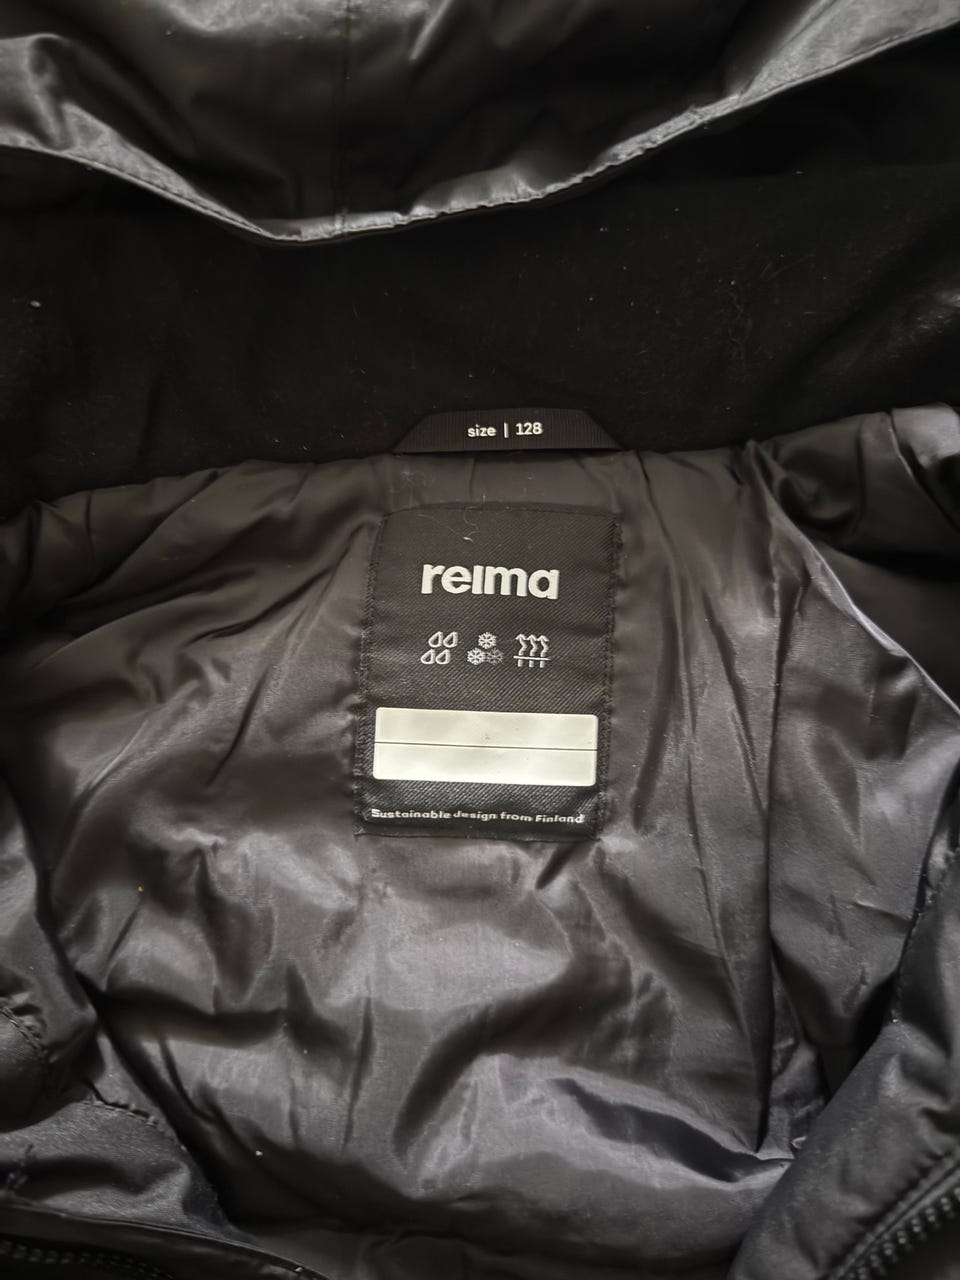 size | 128
reima
Sustainable design from Finland